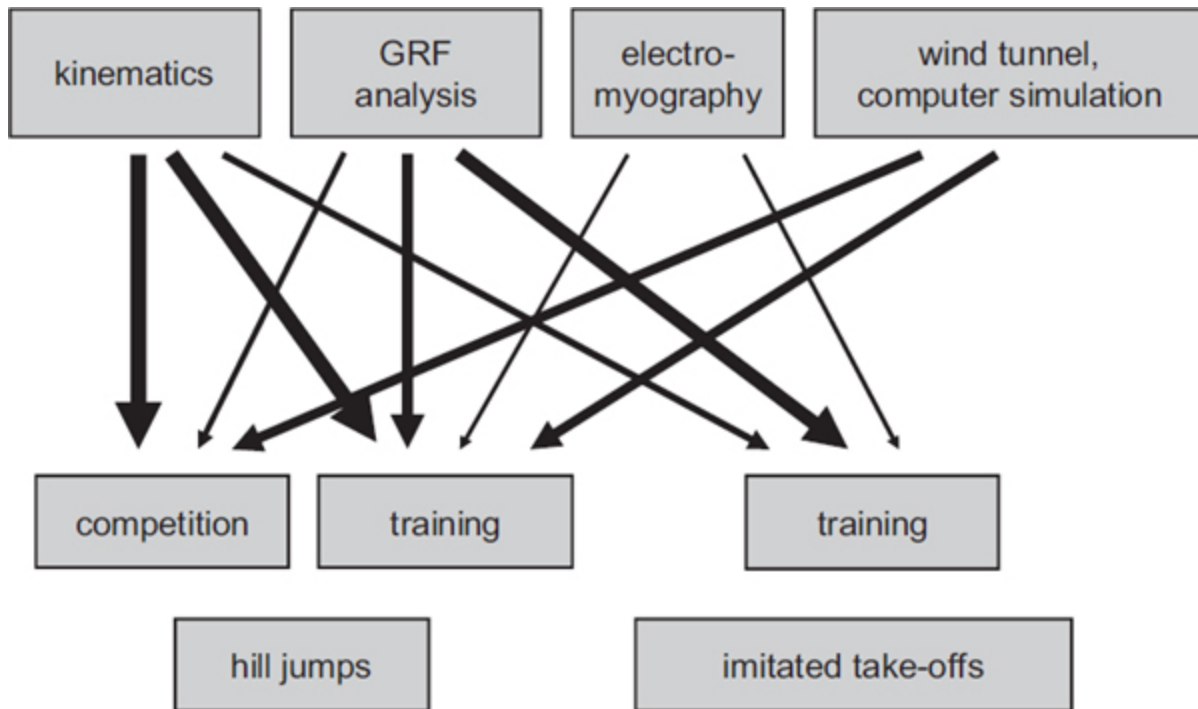 kinematics
GRF
analysis
electro-
myography
wind tunnel,
computer simulation
competition
training
training
hill jumps
imitated take-offs